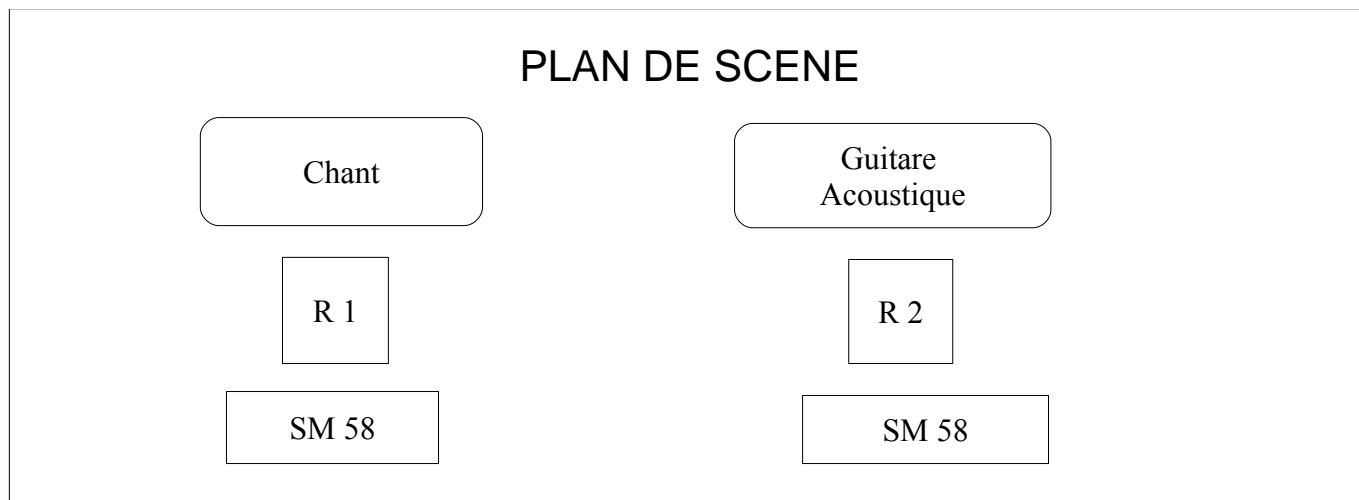 PLAN DE SCENE
Chant
Guitare
Acoustique
R 1
R 2
SM 58
SM 58